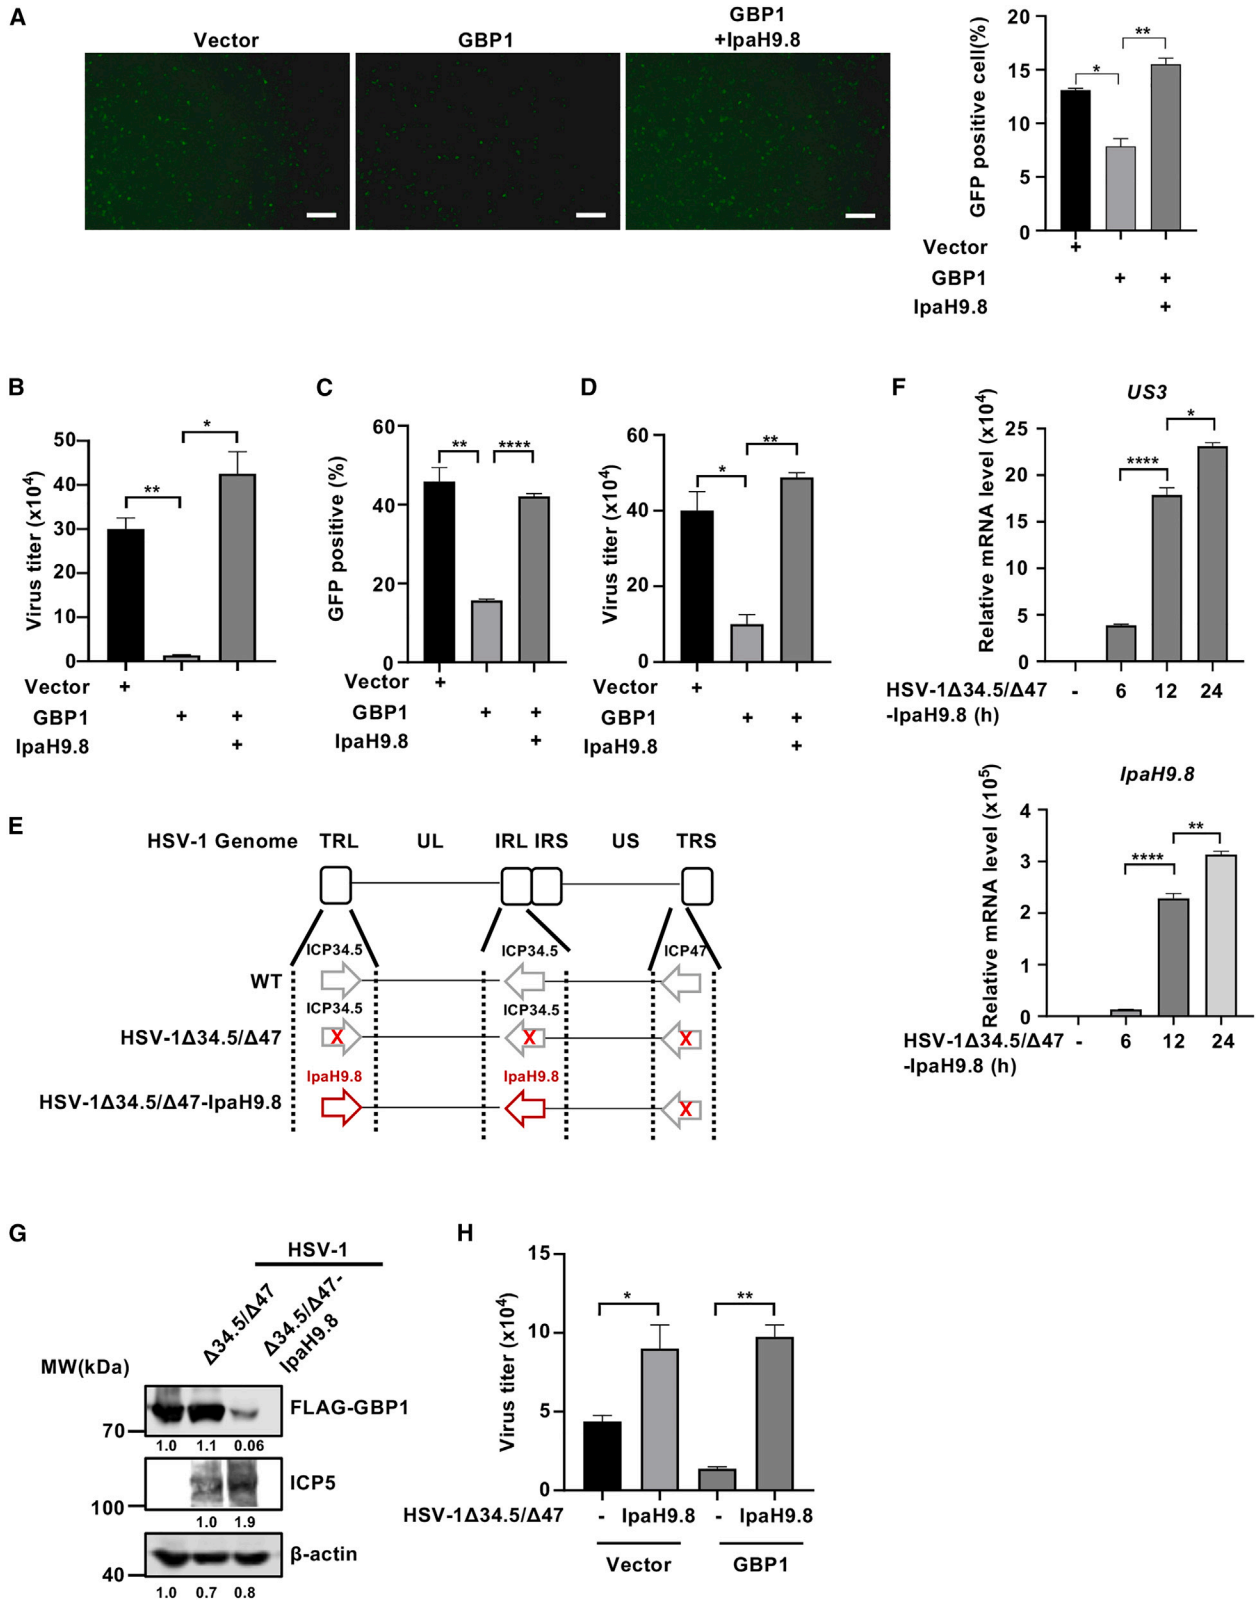 A
Vector
GBP1
GBP1
+IpaH9.8
GFP positive cell(%)
20
15
10
5
0
*
**
Vector
+
GBP1
+
+
IpaH9.8
+
B
Virus titer (x10⁴)
50
40
30
20
10
0
**
*
Vector
+
GBP1
+
+
IpaH9.8
+
C
GFP positive (%)
60
40
20
0
**
****
Vector
+
GBP1
+
+
IpaH9.8
+
D
Virus titer (x10⁴)
60
40
20
0
*
**
Vector
+
GBP1
+
+
IpaH9.8
+
F
US3
Relative mRNA level (x10⁴)
25
20
15
10
5
0
****
*
HSV-1Δ34.5/Δ47 - 6 12 24
-IpaH9.8 (h)
IpaH9.8
Relative mRNA level (x10⁵)
4
3
2
1
0
****
**
HSV-1Δ34.5/Δ47 - 6 12 24
-IpaH9.8 (h)
E
HSV-1 Genome TRL UL IRL IRS US TRS
ICP34.5 ICP34.5 ICP47
WT
ICP34.5 ICP34.5
HSV-1Δ34.5/Δ47 X X X
IpaH9.8 IpaH9.8
HSV-1Δ34.5/Δ47-IpaH9.8 X
G
HSV-1
Δ34.5/Δ47
Δ34.5/Δ47-
IpaH9.8
MW(kDa)
FLAG-GBP1
70
1.0 1.1 0.06
ICP5
100
1.0 1.9
β-actin
40
1.0 0.7 0.8
H
Virus titer (x10⁴)
15
10
5
0
*
**
HSV-1Δ34.5/Δ47 - IpaH9.8 - IpaH9.8
Vector GBP1